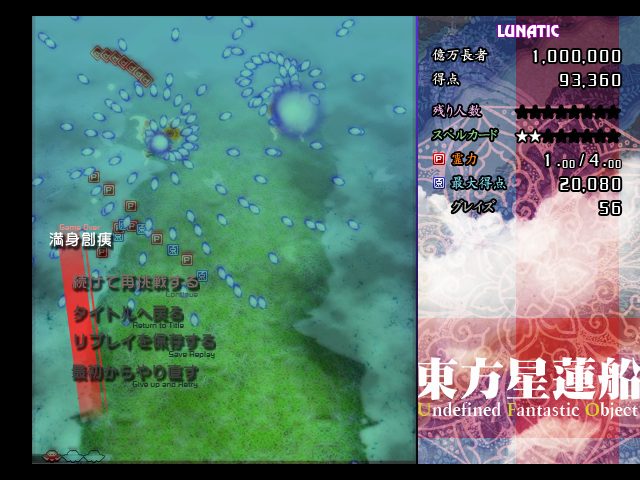 LUNATIC
億万長者 1,000,000
得点 93,360
残り人数
スペルカード
P 霊力 1.00/4.00
最大得点 20,080
グレイズ 56
Game Over
満身創痍
続けて再挑戦する
Continue
タイトルへ戻る
Return to Title
リプレイを保存する
Save Replay
最初からやり直す
Give up and Retry
東方星蓮船
Undefined Fantastic Object